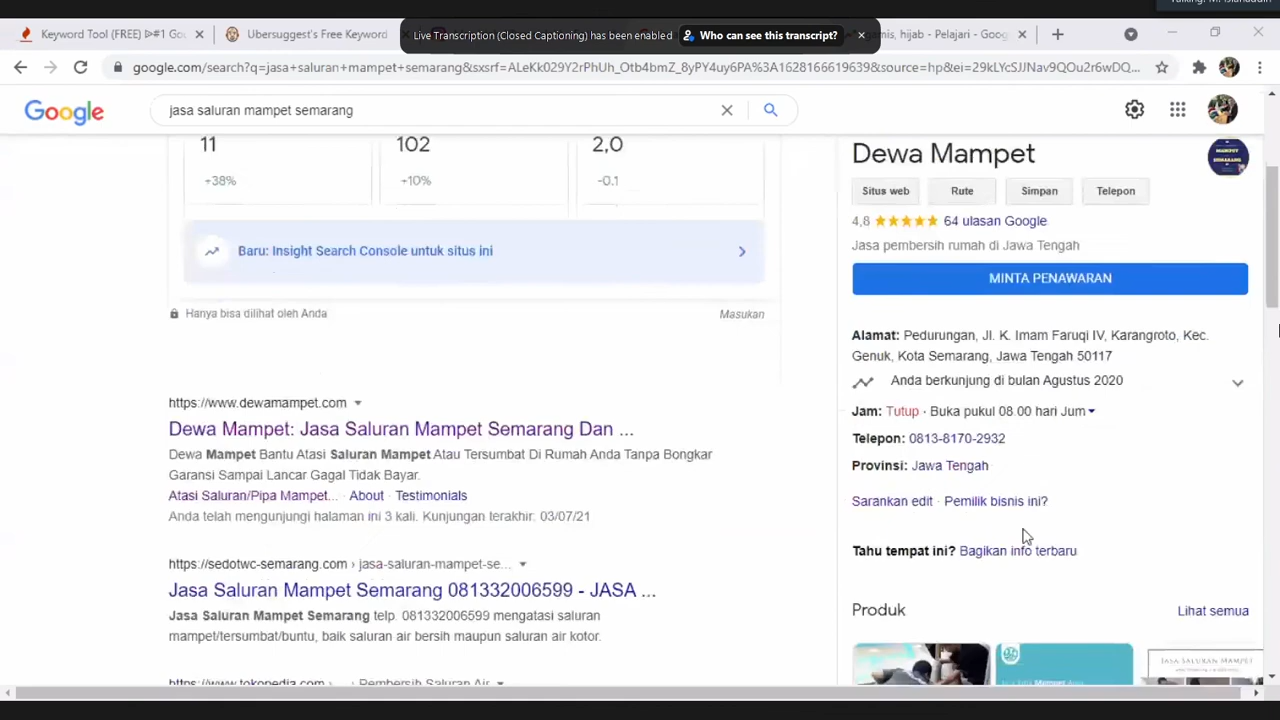 Keyword Tool (FREE) ᐈ#1 Goo
Ubersuggest's Free Keyword
Live Transcription (Closed Captioning) has been enabled
Who can see this transcript?
gamis, hijab - Pelajari - Goog
google.com/search?q=jasa+saluran+mampet+semarang&sxsrf=ALeKk029Y2rPhUh_Otb4bmZ_8yPY4uy6PA%3A1628166619639&source=hp&ei=29kLYcSJJNav9QOu2r6wDQ...
Google
jasa saluran mampet semarang
11
102
2,0
+38%
+10%
-0.1
Baru: Insight Search Console untuk situs ini
Hanya bisa dilihat oleh Anda
Masukan
https://www.dewamampet.com
Dewa Mampet: Jasa Saluran Mampet Semarang Dan ...
Dewa Mampet Bantu Atasi Saluran Mampet Atau Tersumbat Di Rumah Anda Tanpa Bongkar
Garansi Sampai Lancar Gagal Tidak Bayar.
Atasi Saluran/Pipa Mampet... · About · Testimonials
Anda telah mengunjungi halaman ini 3 kali. Kunjungan terakhir: 03/07/21
https://sedotwc-semarang.com › jasa-saluran-mampet-se...
Jasa Saluran Mampet Semarang 081332006599 - JASA ...
Jasa Saluran Mampet Semarang telp. 081332006599 mengatasi saluran
mampet/tersumbat/buntu, baik saluran air bersih maupun saluran air kotor.
https://www.tokopedia.com › ... › Pembersih Saluran Air
Dewa Mampet
MAMPET
SEMARANG
Situs web
Rute
Simpan
Telepon
4,8
64 ulasan Google
Jasa pembersih rumah di Jawa Tengah
MINTA PENAWARAN
Alamat: Pedurungan, Jl. K. Imam Faruqi IV, Karangroto, Kec.
Genuk, Kota Semarang, Jawa Tengah 50117
Anda berkunjung di bulan Agustus 2020
Jam: Tutup · Buka pukul 08.00 hari Jum
Telepon: 0813-8170-2932
Provinsi: Jawa Tengah
Sarankan edit · Pemilik bisnis ini?
Tahu tempat ini? Bagikan info terbaru
Produk
Lihat semua
JASA SALURAN MAMPET